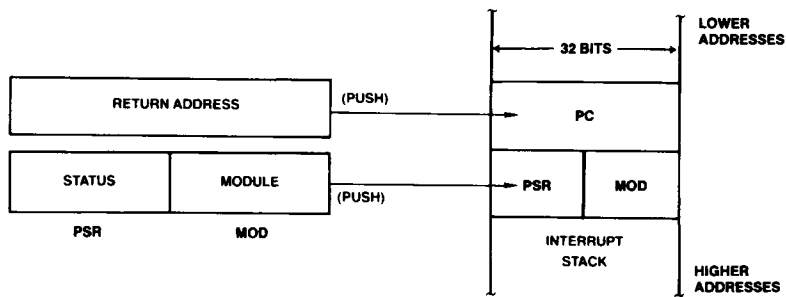 LOWER
ADDRESSES
32 BITS
RETURN ADDRESS
(PUSH)
PC
STATUS
MODULE
(PUSH)
PSR
MOD
PSR
MOD
INTERRUPT
STACK
HIGHER
ADDRESSES